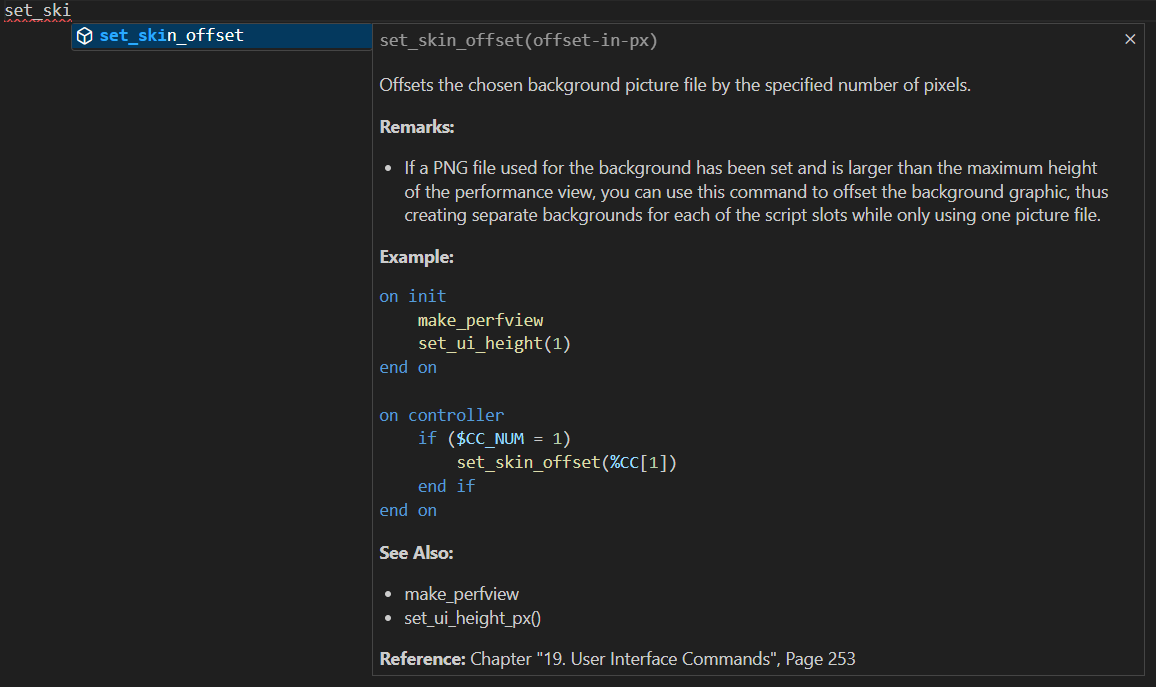 set_ski
set_skin_offset
set_skin_offset(offset-in-px)
Offsets the chosen background picture file by the specified number of pixels.
Remarks:
• If a PNG file used for the background has been set and is larger than the maximum height
of the performance view, you can use this command to offset the background graphic, thus
creating separate backgrounds for each of the script slots while only using one picture file.
Example:
on init
    make_perfview
    set_ui_height(1)
end on
on controller
    if ($CC_NUM = 1)
        set_skin_offset(%CC[1])
    end if
end on
See Also:
• make_perfview
• set_ui_height_px()
Reference: Chapter "19. User Interface Commands", Page 253